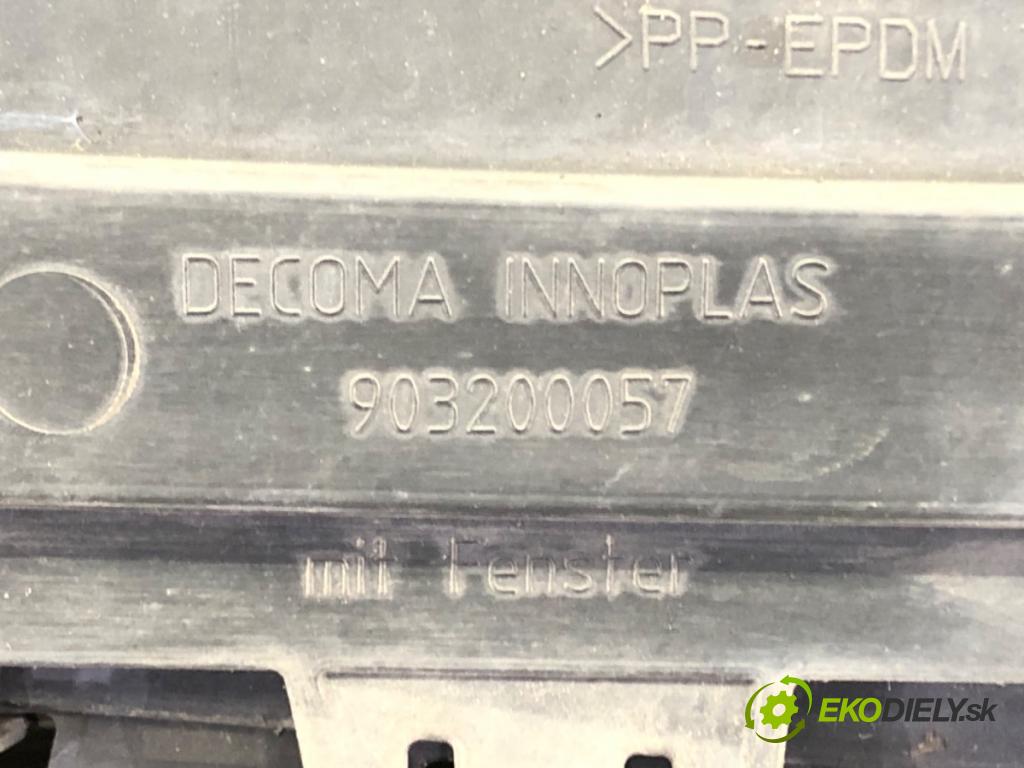 >PP-EPDM
DECOMA INNOPLAS
903200057
mit Fenster
EKODIELY.sk